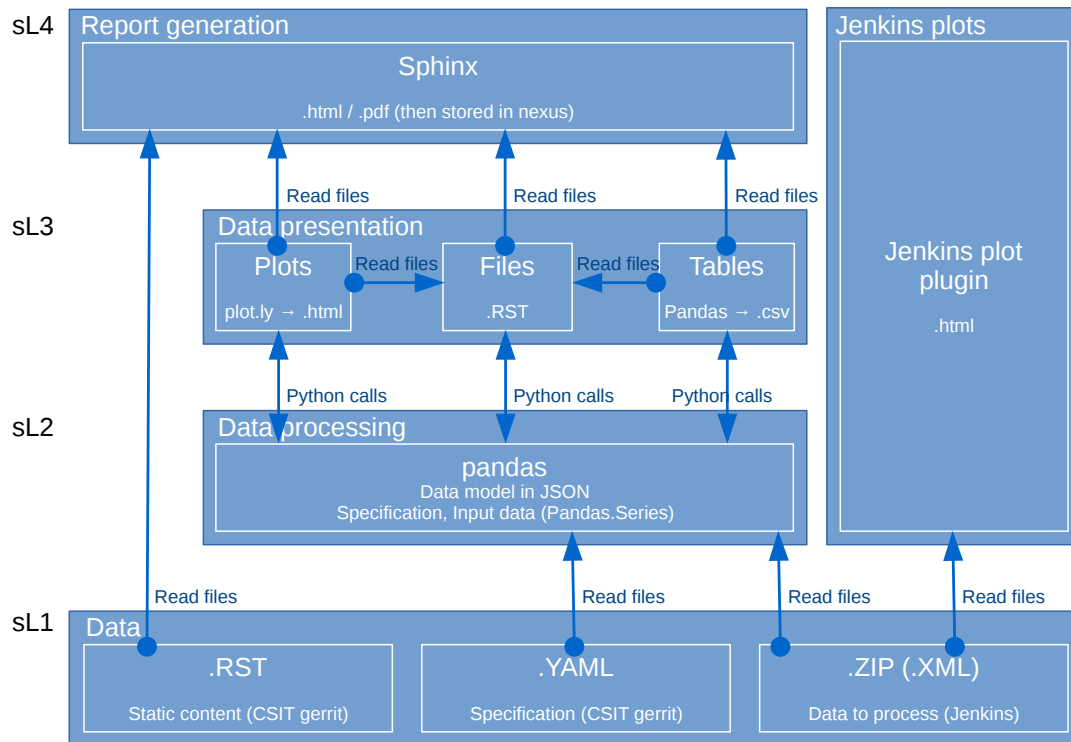 sL4
Report generation
Sphinx
.html / .pdf (then stored in nexus)
Jenkins plots
Jenkins plot
plugin
.html
Read files
Read files
Read files
sL3
Data presentation
Plots
plot.ly → .html
Read files
Files
.RST
Read files
Tables
Pandas → .csv
Python calls
Python calls
Python calls
sL2
Data processing
pandas
Data model in JSON
Specification, Input data (Pandas.Series)
Read files
Read files
Read files
Read files
sL1
Data
.RST
Static content (CSIT gerrit)
.YAML
Specification (CSIT gerrit)
.ZIP (.XML)
Data to process (Jenkins)